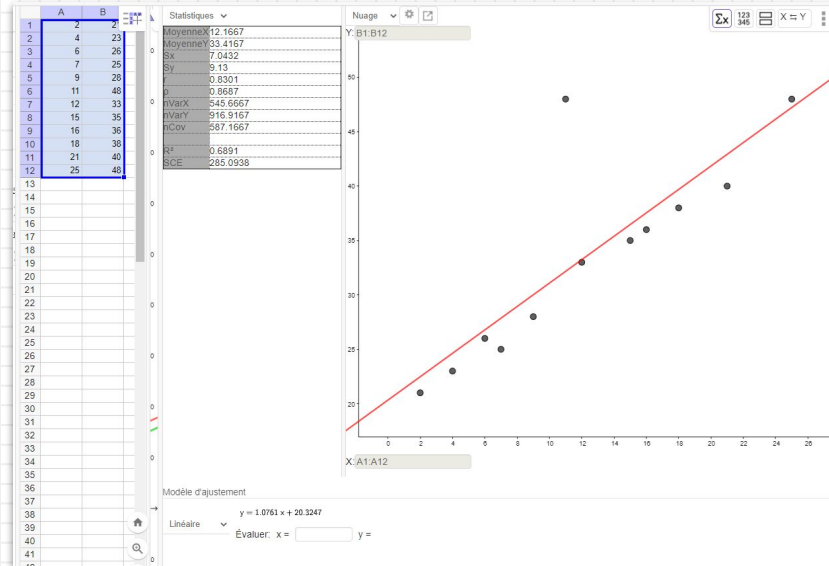 Statistiques
Nuage
Σx
123
345
X ⇆ Y
A B
1 2
2 4 23
3 6 26
4 7 25
5 9 28
6 11 48
7 12 33
8 15 35
9 16 36
10 18 38
11 21 40
12 25 48
13
14
15
16
17
18
19
20
21
22
23
24
25
26
27
28
29
30
31
32
33
34
35
36
37
38
39
40
41
MoyenneX 12.1667
MoyenneY 33.4167
Sx 7.0432
Sy 9.13
r 0.8301
ρ 0.8687
nVarX 545.6667
nVarY 916.9167
nCov 587.1667
R² 0.6891
SCE 285.0938
Y: B1:B12
50
45
40
35
30
25
20
0 2 4 6 8 10 12 14 16 18 20 22 24 26
X: A1:A12
Modèle d'ajustement
y = 1.0761 x + 20.3247
Linéaire
Évaluer: x = y =